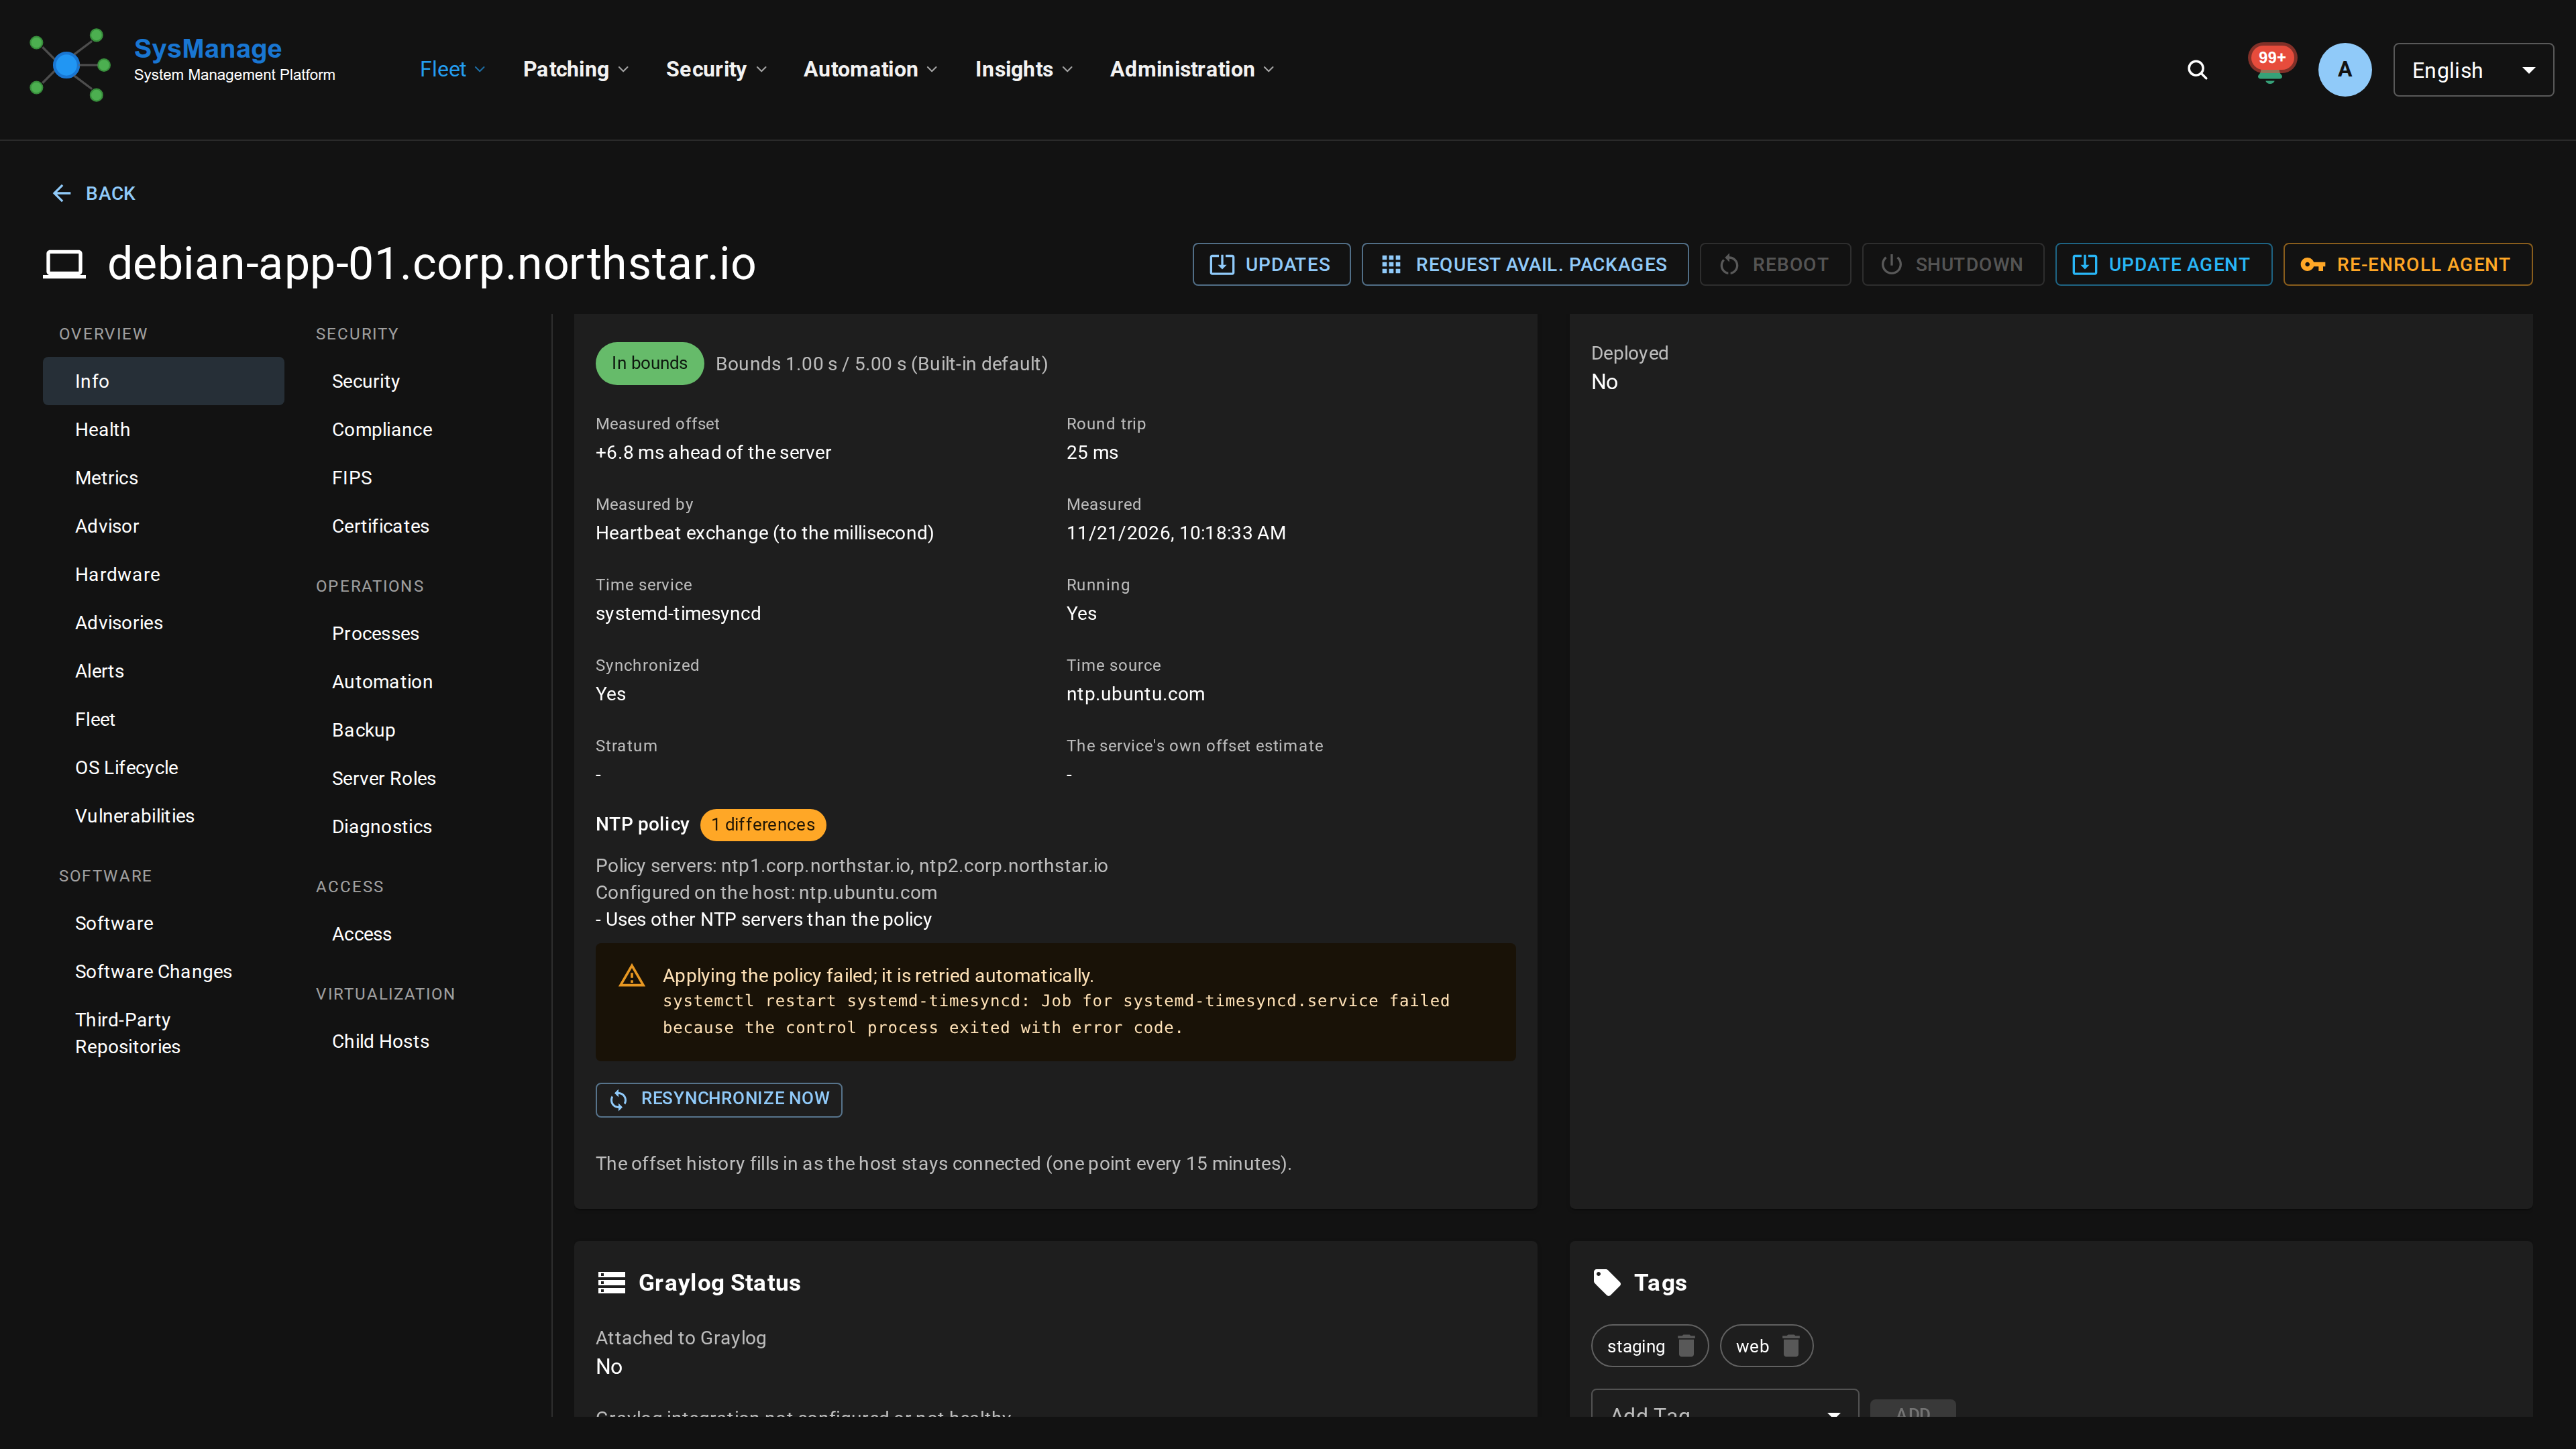 SysManage
System Management Platform
Fleet
Patching
Security
Automation
Insights
Administration
99+
A
English
BACK
debian-app-01.corp.northstar.io
UPDATES
REQUEST AVAIL. PACKAGES
REBOOT
SHUTDOWN
UPDATE AGENT
RE-ENROLL AGENT
OVERVIEW
Info
Health
Metrics
Advisor
Hardware
Advisories
Alerts
Fleet
OS Lifecycle
Vulnerabilities
SOFTWARE
Software
Software Changes
Third-Party
Repositories
SECURITY
Security
Compliance
FIPS
Certificates
OPERATIONS
Processes
Automation
Backup
Server Roles
Diagnostics
ACCESS
Access
VIRTUALIZATION
Child Hosts
In bounds
Bounds 1.00 s / 5.00 s (Built-in default)
Measured offset
+6.8 ms ahead of the server
Round trip
25 ms
Measured by
Heartbeat exchange (to the millisecond)
Measured
11/21/2026, 10:18:33 AM
Time service
systemd-timesyncd
Running
Yes
Synchronized
Yes
Time source
ntp.ubuntu.com
Stratum
-
The service's own offset estimate
-
NTP policy
1 differences
Policy servers: ntp1.corp.northstar.io, ntp2.corp.northstar.io
Configured on the host: ntp.ubuntu.com
- Uses other NTP servers than the policy
Applying the policy failed; it is retried automatically.
systemctl restart systemd-timesyncd: Job for systemd-timesyncd.service failed
because the control process exited with error code.
RESYNCHRONIZE NOW
The offset history fills in as the host stays connected (one point every 15 minutes).
Deployed
No
Graylog Status
Attached to Graylog
No
Graylog integration not configured or not healthy
Tags
staging
web
Add Tag
ADD